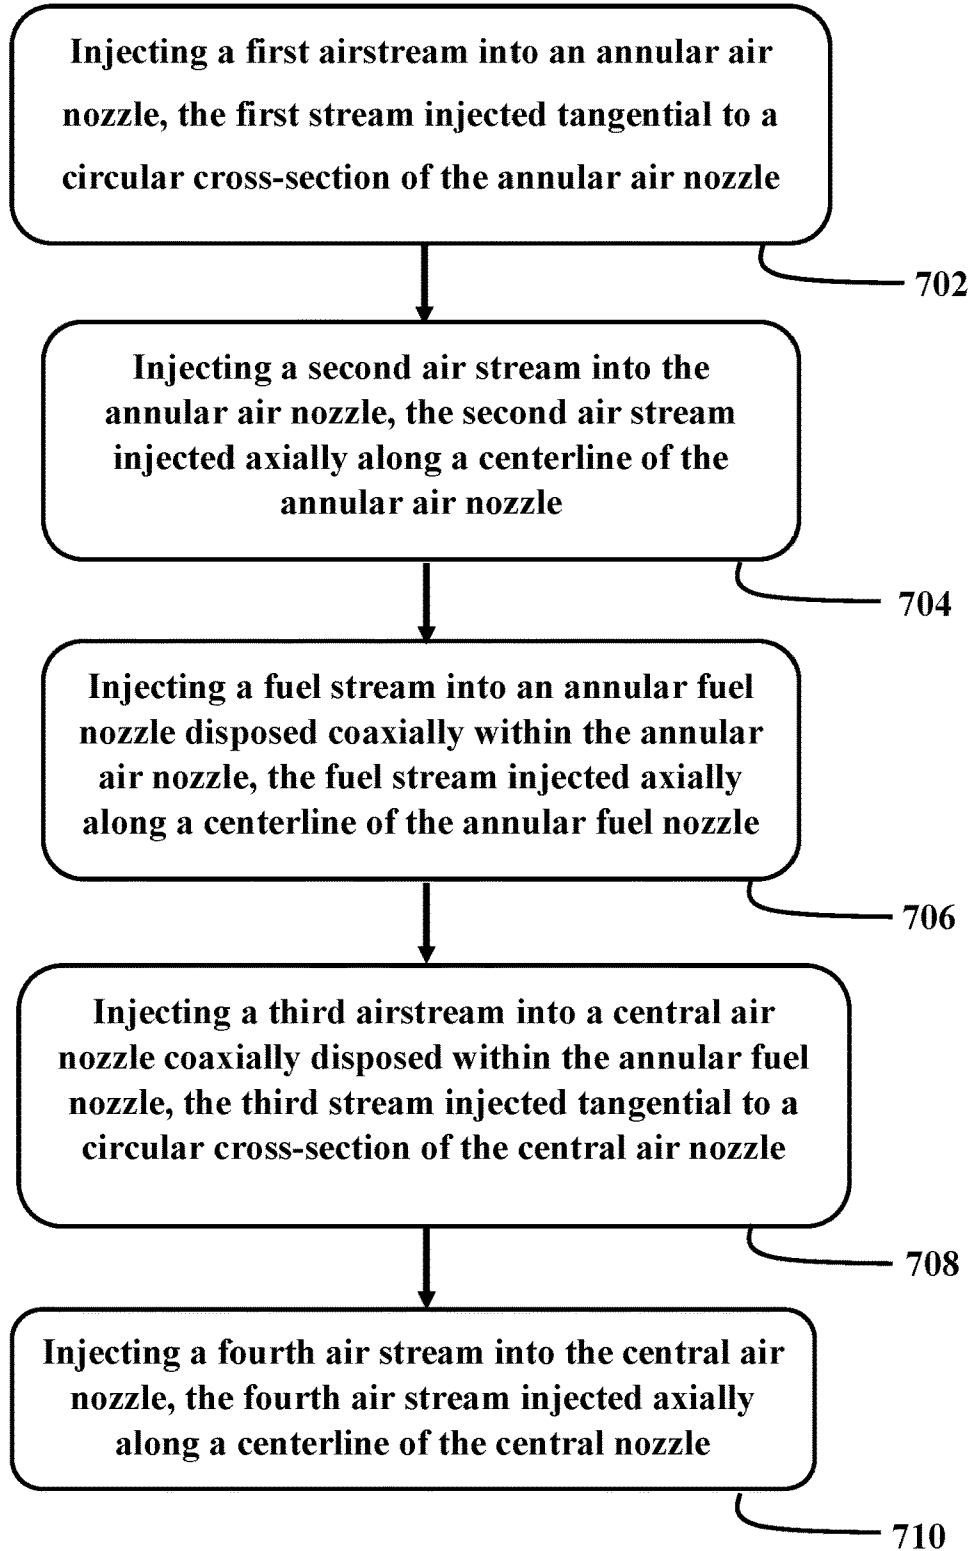 Injecting a first airstream into an annular air
nozzle, the first stream injected tangential to a
circular cross-section of the annular air nozzle
702
Injecting a second air stream into the
annular air nozzle, the second air stream
injected axially along a centerline of the
annular air nozzle
704
Injecting a fuel stream into an annular fuel
nozzle disposed coaxially within the annular
air nozzle, the fuel stream injected axially
along a centerline of the annular fuel nozzle
706
Injecting a third airstream into a central air
nozzle coaxially disposed within the annular fuel
nozzle, the third stream injected tangential to a
circular cross-section of the central air nozzle
708
Injecting a fourth air stream into the central air
nozzle, the fourth air stream injected axially
along a centerline of the central nozzle
710